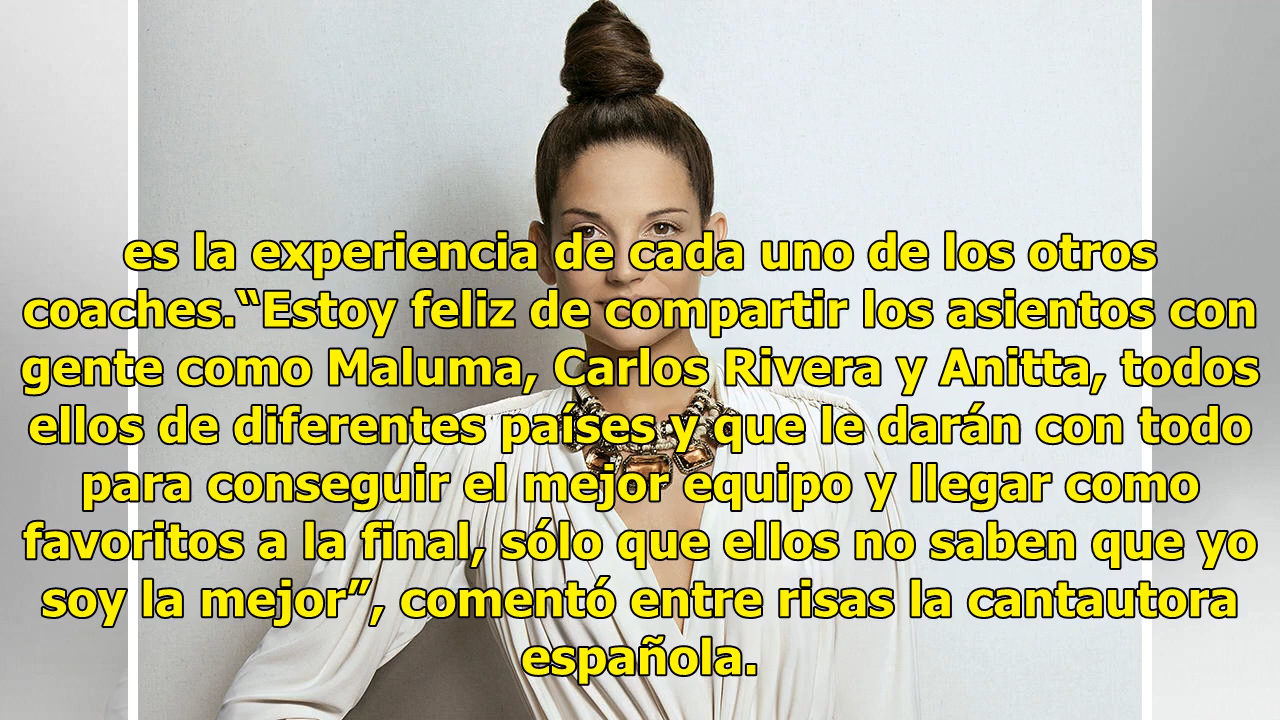 es la experiencia de cada uno de los otros
coaches.“Estoy feliz de compartir los asientos con
gente como Maluma, Carlos Rivera y Anitta, todos
ellos de diferentes países y que le darán con todo
para conseguir el mejor equipo y llegar como
favoritos a la final, sólo que ellos no saben que yo
soy la mejor”, comentó entre risas la cantautora
española.